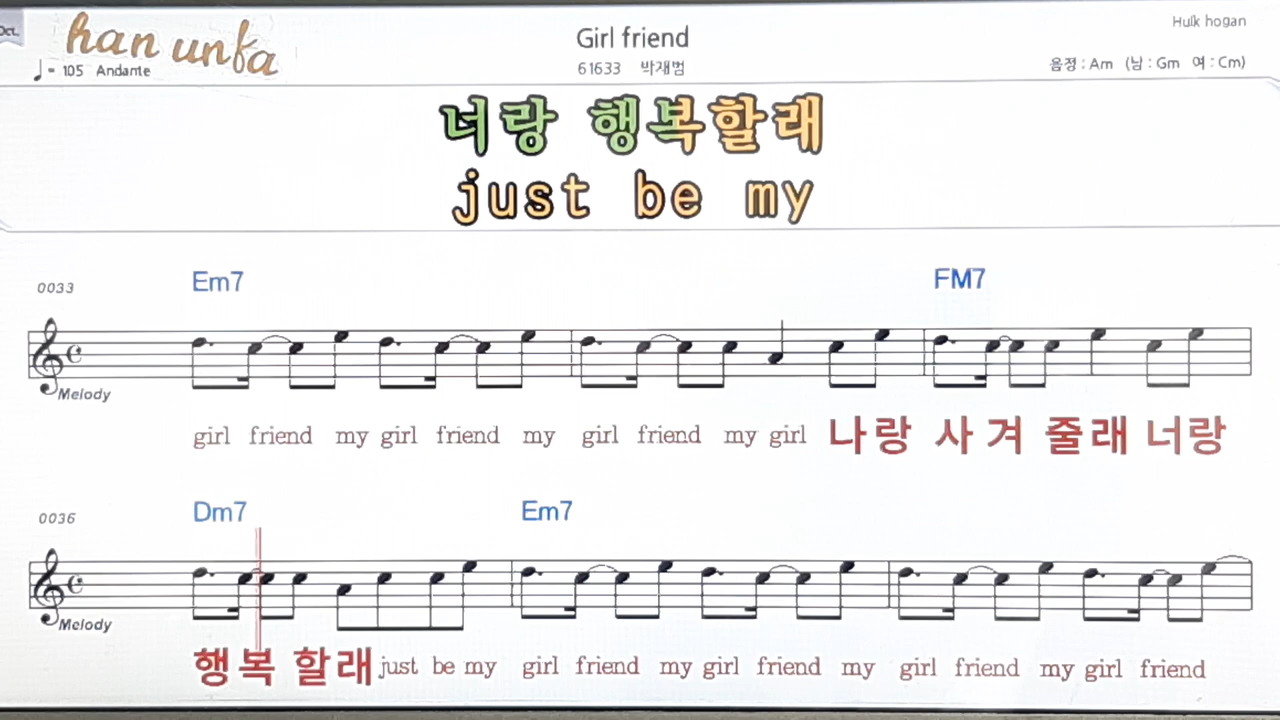 Oct.
han unfa
♩= 105 Andante
Girl friend
61633 박재범
Hulk hogan
음정 : Am (남 : Gm 여 : Cm)
너랑 행복할래
just be my
0033
Em7 FM7
Melody
girl friend my girl friend my girl friend my girl 나랑 사 겨 줄래 너랑
0036
Dm7 Em7
Melody
행복 할래 just be my girl friend my girl friend my girl friend my girl friend